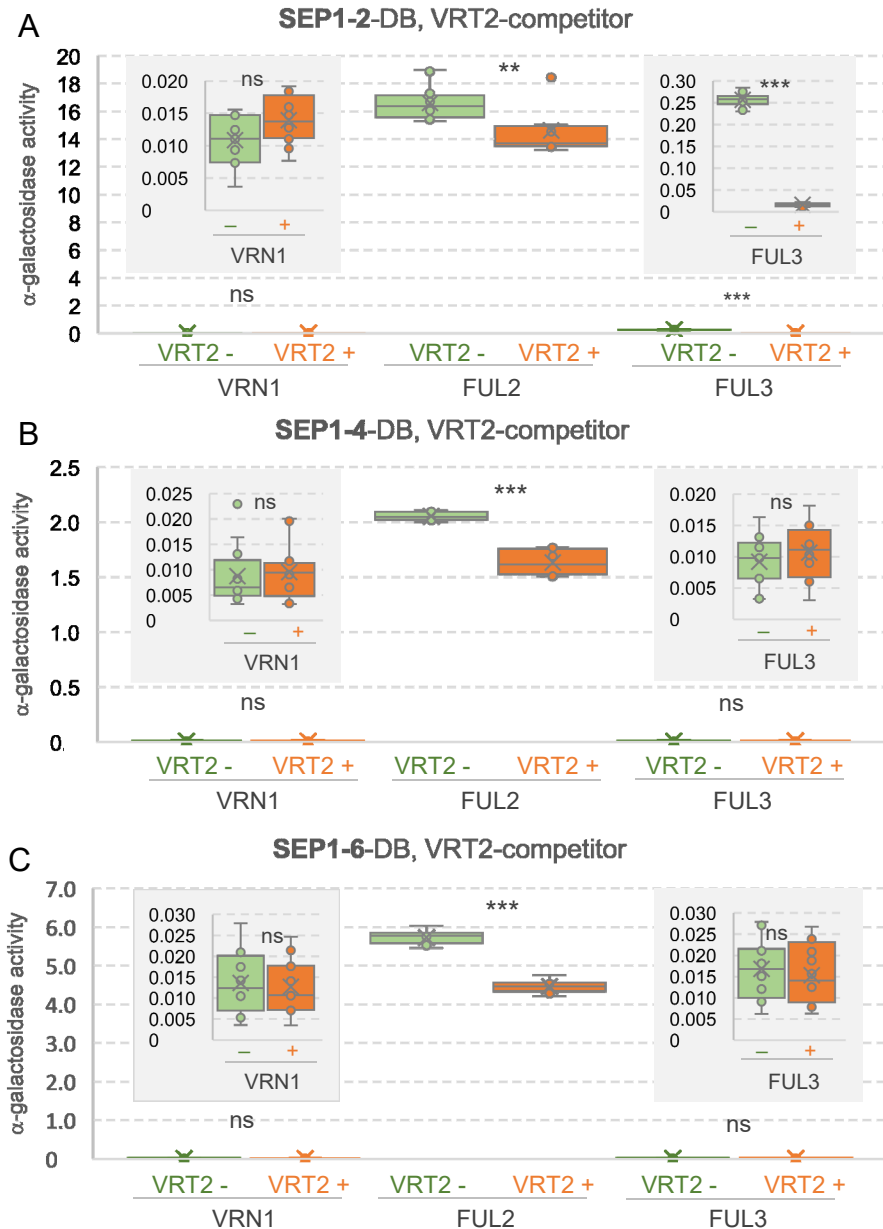 A
SEP1-2-DB, VRT2-competitor
α-galactosidase activity
20
18
16
14
12
10
8
6
4
2
0
0.020
0.015
0.010
0.005
0
ns
– +
VRN1
ns
**
0.30
0.25
0.20
0.15
0.10
0.05
0
***
– +
FUL3
***
VRT2 - VRT2 + VRT2 - VRT2 + VRT2 - VRT2 +
VRN1 FUL2 FUL3
B
SEP1-4-DB, VRT2-competitor
α-galactosidase activity
2.5
2.0
1.5
1.0
0.5
0.
0.025
0.020
0.015
0.010
0.005
0
ns
– +
VRN1
ns
***
0.020
0.015
0.010
0.005
0
ns
– +
FUL3
ns
VRT2 - VRT2 + VRT2 - VRT2 + VRT2 - VRT2 +
VRN1 FUL2 FUL3
C
SEP1-6-DB, VRT2-competitor
α-galactosidase activity
7.0
6.0
5.0
4.0
3.0
2.0
1.0
0.
0.030
0.025
0.020
0.015
0.010
0.005
0
ns
– +
VRN1
ns
***
0.030
0.025
0.020
0.015
0.010
0.005
0
ns
– +
FUL3
ns
VRT2 - VRT2 + VRT2 - VRT2 + VRT2 - VRT2 +
VRN1 FUL2 FUL3